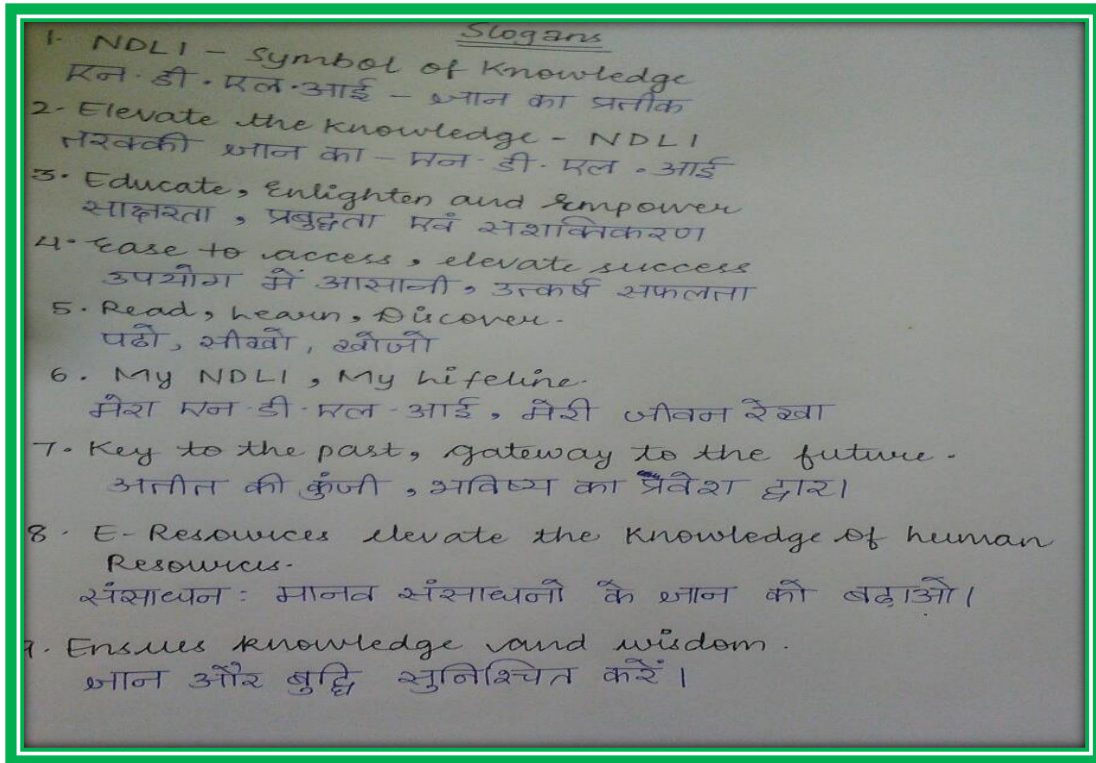 Slogans
1. NDLI - Symbol of Knowledge
एन.डी.एल.आई - ज्ञान का प्रतीक
2- Elevate the Knowledge - NDLI
तरक्की ज्ञान का - एन.डी.एल.आई
3. Educate, Enlighten and Empower
साक्षरता, प्रबुद्धता एवं सशक्तिकरण
4. Ease to access, elevate success
उपयोग में आसानी, उत्कर्ष सफलता
5. Read, Learn, Discover.
पढो, सीखो, खोजो
6. My NDLI, My Lifeline.
मेरा एन.डी.एल.आई, मेरी जीवन रेखा
7. Key to the past, gateway to the future.
अतीत की कुंजी, भविष्य का प्रवेश द्वार।
8. E-Resources elevate the Knowledge of human
Resources.
संसाधन: मानव संसाधनो के ज्ञान को बढ़ाओ।
9. Ensues knowledge and wisdom.
ज्ञान और बुद्धि सुनिश्चित करें।